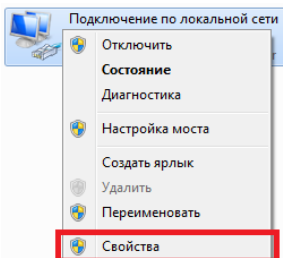 Подключение по локальной сети
Отключить
Состояние
Диагностика
Настройка моста
Создать ярлык
Удалить
Переименовать
Свойства